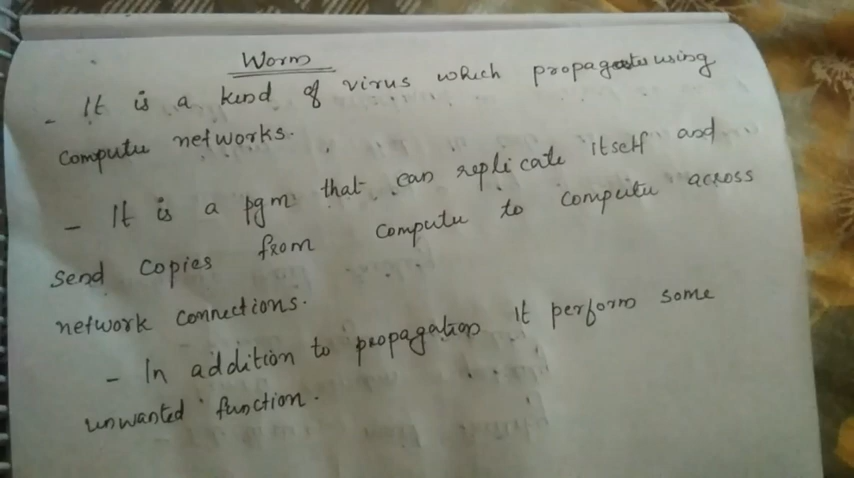 Worm
- It is a kind of virus which propagate using
computer networks.
- It is a pgm that can replicate itself and
send copies from computer to computer across
network connections.
- In addition to propagation it perform some
unwanted function.